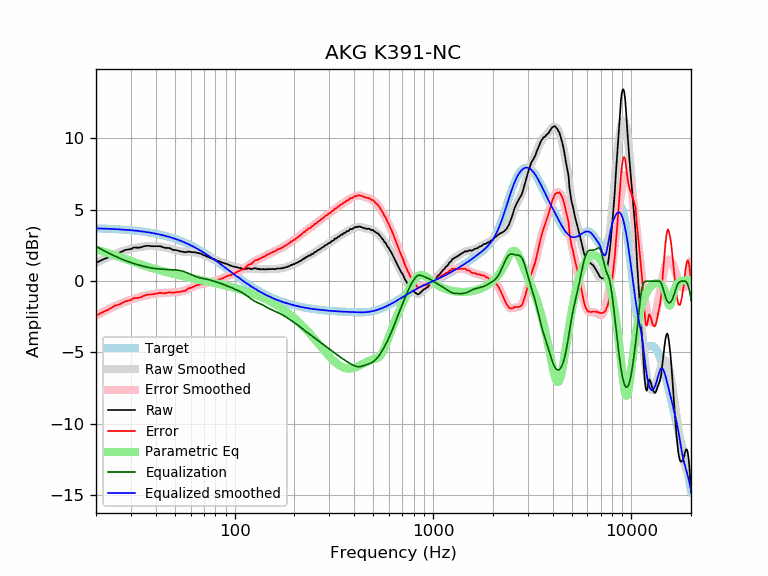 AKG K391-NC
Amplitude (dBr)
10
5
0
−5
−10
−15
Target
Raw Smoothed
Error Smoothed
Raw
Error
Parametric Eq
Equalization
Equalized smoothed
100 1000 10000
Frequency (Hz)